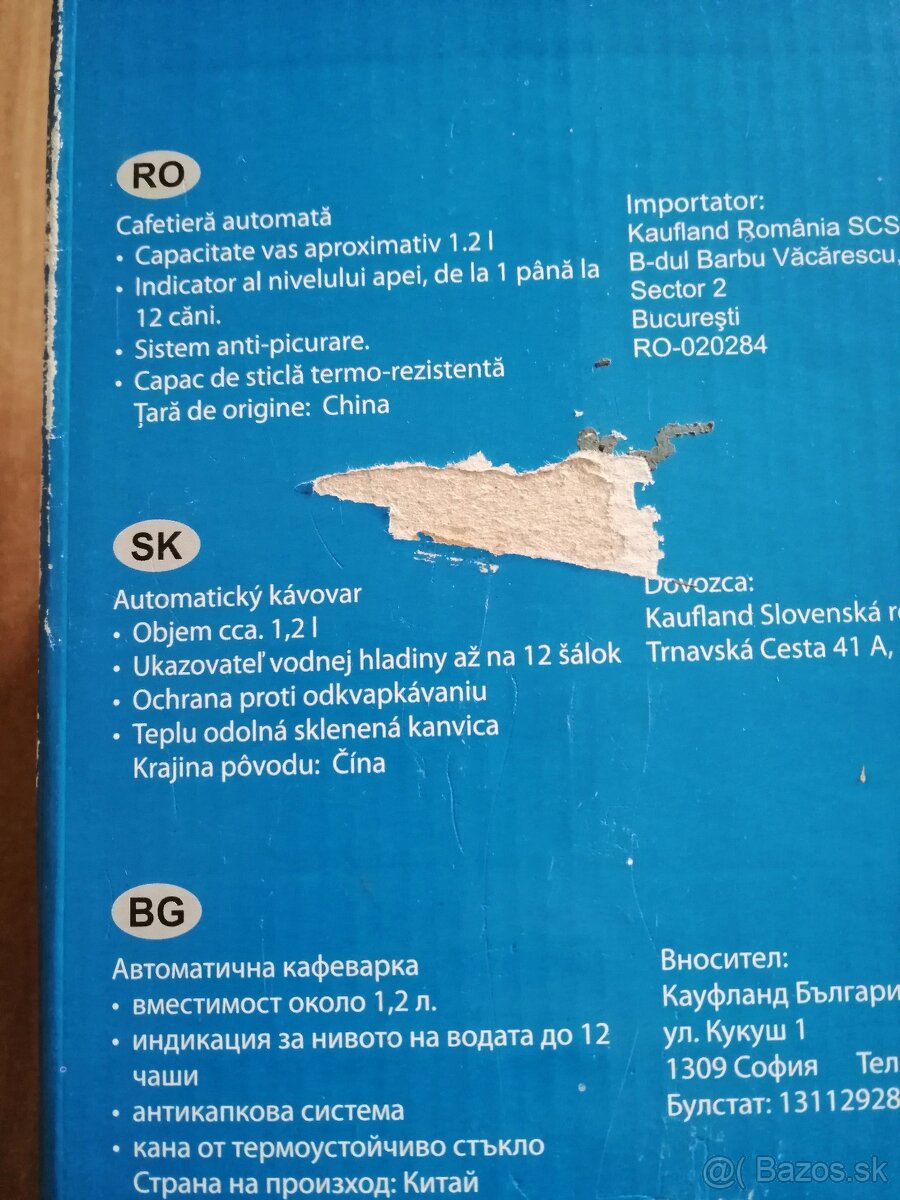 RO
Cafetieră automată
• Capacitate vas aproximativ 1.2 l
• Indicator al nivelului apei, de la 1 până la
12 căni.
• Sistem anti-picurare.
• Capac de sticlă termo-rezistentă
Țară de origine: China
Importator:
Kaufland România SCS
B-dul Barbu Văcărescu,
Sector 2
Bucureşti
RO-020284
SK
Automatický kávovar
• Objem cca. 1,2 l
• Ukazovateľ vodnej hladiny až na 12 šálok
• Ochrana proti odkvapkávaniu
• Teplu odolná sklenená kanvica
Krajina pôvodu: Čína
Dovozca:
Kaufland Slovenská
Trnavská Cesta 41 A,
BG
Автоматична кафеварка
• вместимост около 1,2 л.
• индикация за нивото на водата до 12
чаши
• антикапкова система
• кана от термоустойчиво стъкло
Страна на произход: Китай
Вносител:
Кауфланд Българи
ул. Кукуш 1
1309 София Тел
Булстат: 13112928
@( Bazos.sk